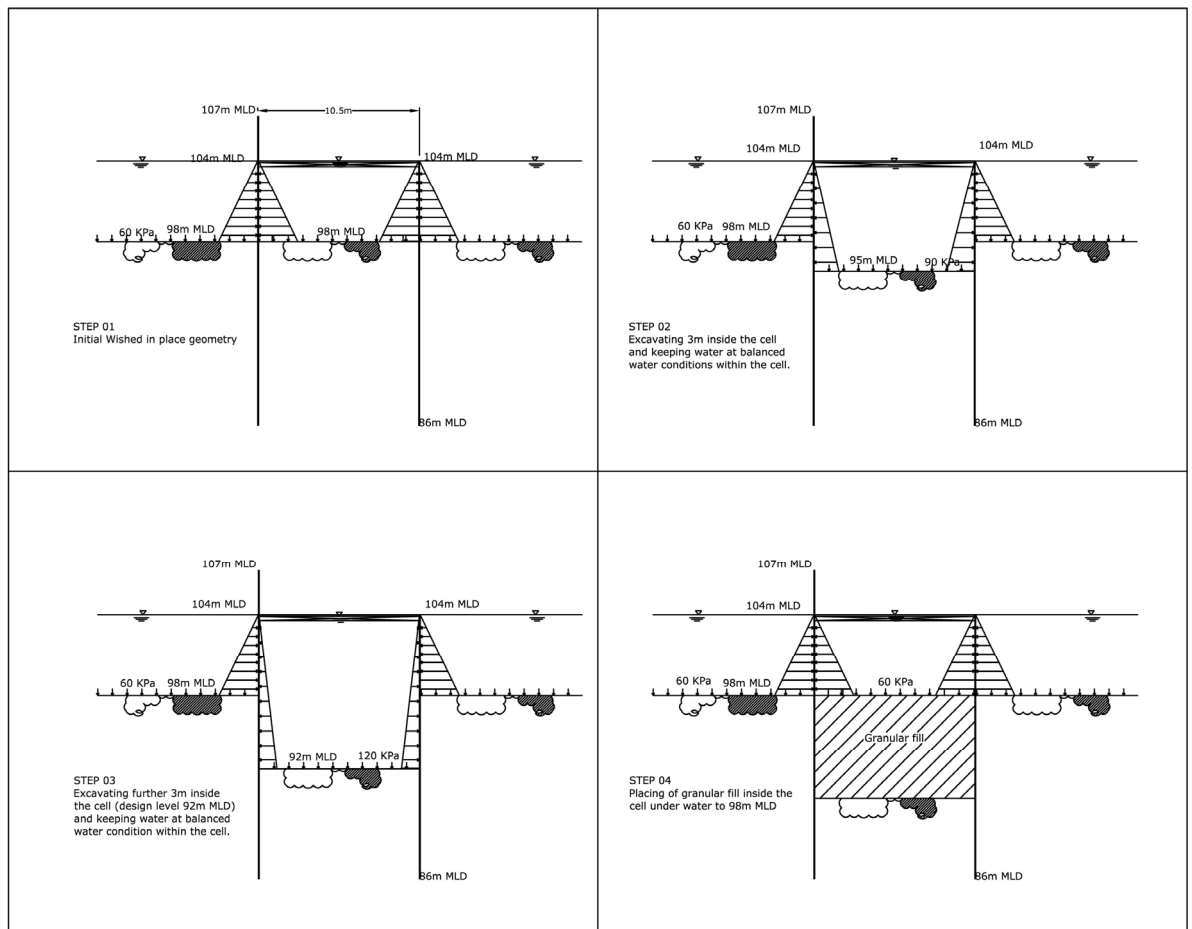 107m MLD
10.5m
104m MLD
104m MLD
60 KPa
98m MLD
98m MLD
STEP 01
Initial Wished in place geometry
86m MLD
107m MLD
104m MLD
104m MLD
60 KPa
98m MLD
95m MLD
90 KPa
STEP 02
Excavating 3m inside the cell
and keeping water at balanced
water conditions within the cell.
86m MLD
107m MLD
104m MLD
104m MLD
60 KPa
98m MLD
92m MLD
120 KPa
STEP 03
Excavating further 3m inside
the cell (design level 92m MLD)
and keeping water at balanced
water condition within the cell.
86m MLD
107m MLD
104m MLD
60 KPa
98m MLD
60 KPa
Granular fill
STEP 04
Placing of granular fill inside the
cell under water to 98m MLD
86m MLD